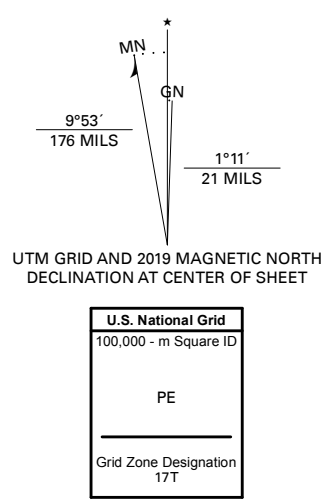 MN
GN
9°53´
176 MILS
1°11´
21 MILS
UTM GRID AND 2019 MAGNETIC NORTH
DECLINATION AT CENTER OF SHEET
U.S. National Grid
100,000 - m Square ID
PE
Grid Zone Designation
17T